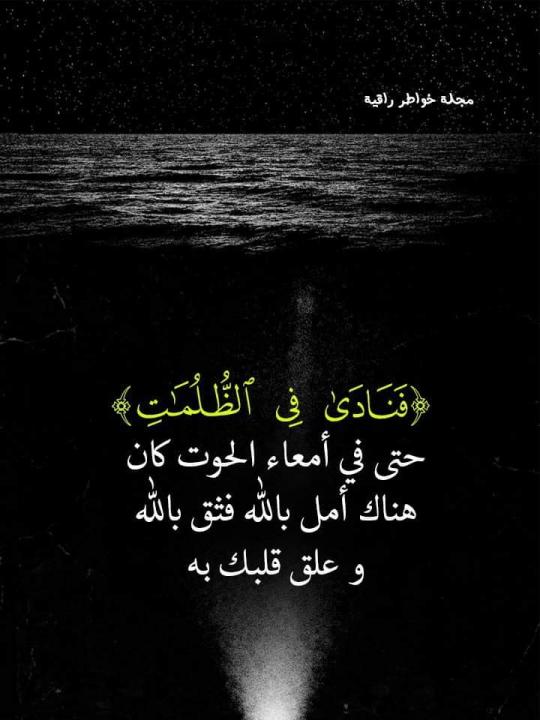 مجلة خواطر راقية
﴿فَنَادَىٰ فِى ٱلظُّلُمَـٰتِ﴾
حتى في أمعاء الحوت كان
هناك أمل بالله فثق بالله
و علق قلبك به